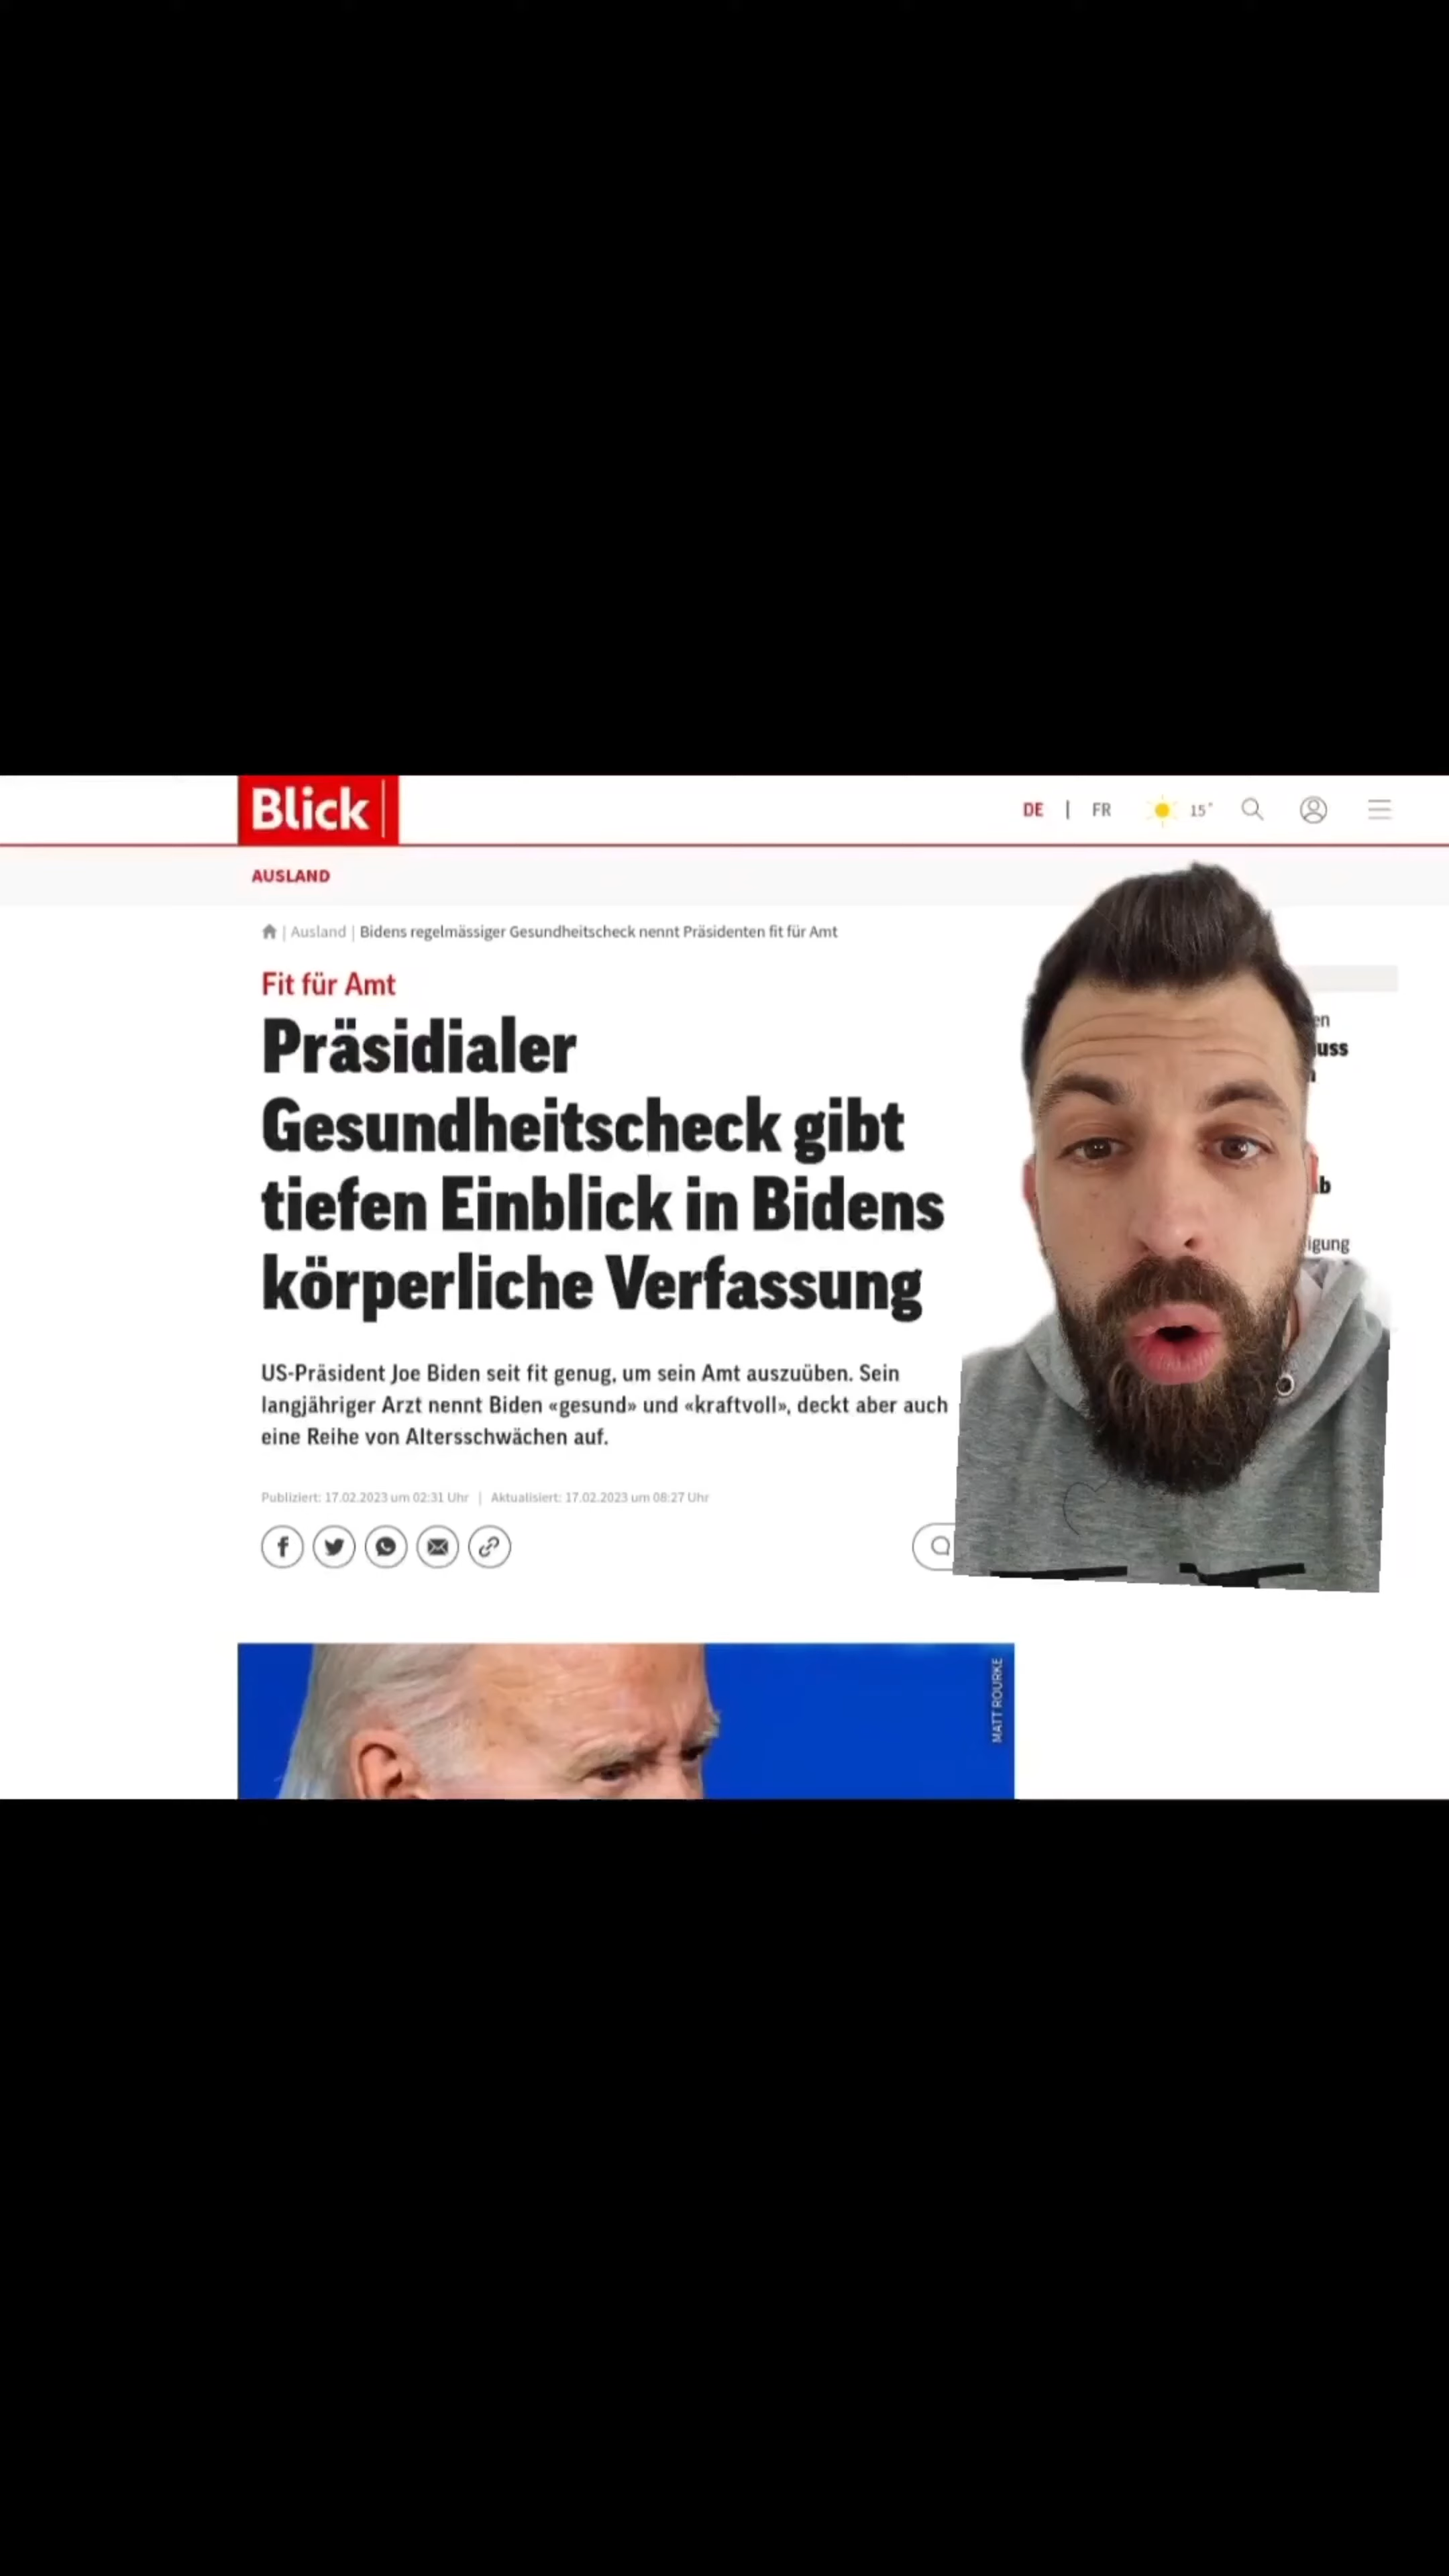 Blick
DE | FR 15°
AUSLAND
| Ausland | Bidens regelmässiger Gesundheitscheck nennt Präsidenten fit für Amt
Fit für Amt
Präsidialer
Gesundheitscheck gibt
tiefen Einblick in Bidens
körperliche Verfassung
US-Präsident Joe Biden seit fit genug, um sein Amt auszuüben. Sein
langjähriger Arzt nennt Biden «gesund» und «kraftvoll», deckt aber auch
eine Reihe von Altersschwächen auf.
Publiziert: 17.02.2023 um 02:31 Uhr | Aktualisiert: 17.02.2023 um 08:27 Uhr
MATT ROURKE